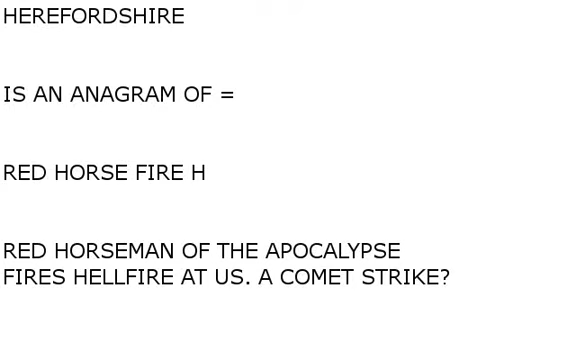 HEREFORDSHIRE
IS AN ANAGRAM OF =
RED HORSE FIRE H
RED HORSEMAN OF THE APOCALYPSE
FIRES HELLFIRE AT US. A COMET STRIKE?